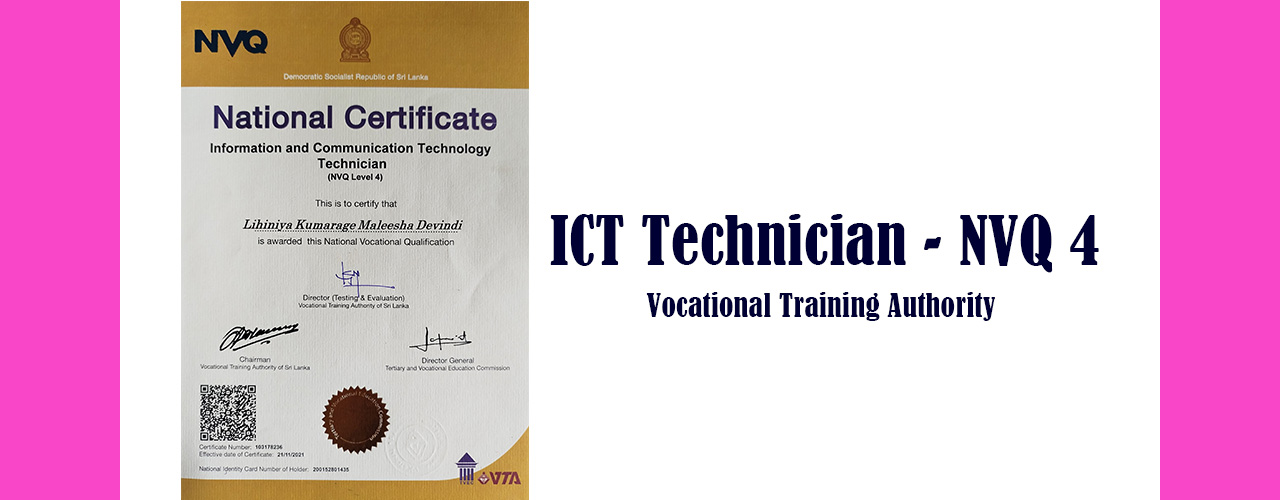 NVQ
Democratic Socialist Republic of Sri Lanka
National Certificate
Information and Communication Technology
Technician
(NVQ Level 4)
This is to certify that
Lihiniya Kumarage Maleesha Devindi
is awarded this National Vocational Qualification
Director (Testing & Evaluation)
Vocational Training Authority of Sri Lanka
Chairman
Vocational Training Authority of Sri Lanka
Director General
Tertiary and Vocational Education Commission
Certificate Number: 103178236
Effective date of Certificate: 21/11/2021
National Identity Card Number of Holder: 200152801435
TVEC
VTA
ICT Technician - NVQ 4
Vocational Training Authority